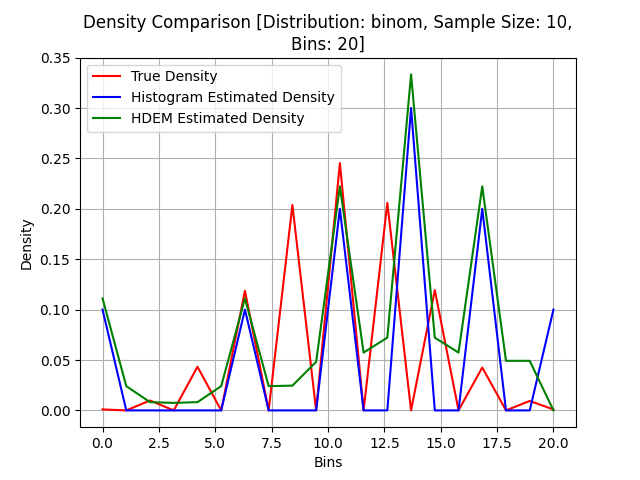 Density Comparison [Distribution: binom, Sample Size: 10,
Bins: 20]
True Density
Histogram Estimated Density
HDEM Estimated Density
0.35
0.30
0.25
0.20
0.15
0.10
0.05
0.00
Density
0.0 2.5 5.0 7.5 10.0 12.5 15.0 17.5 20.0
Bins